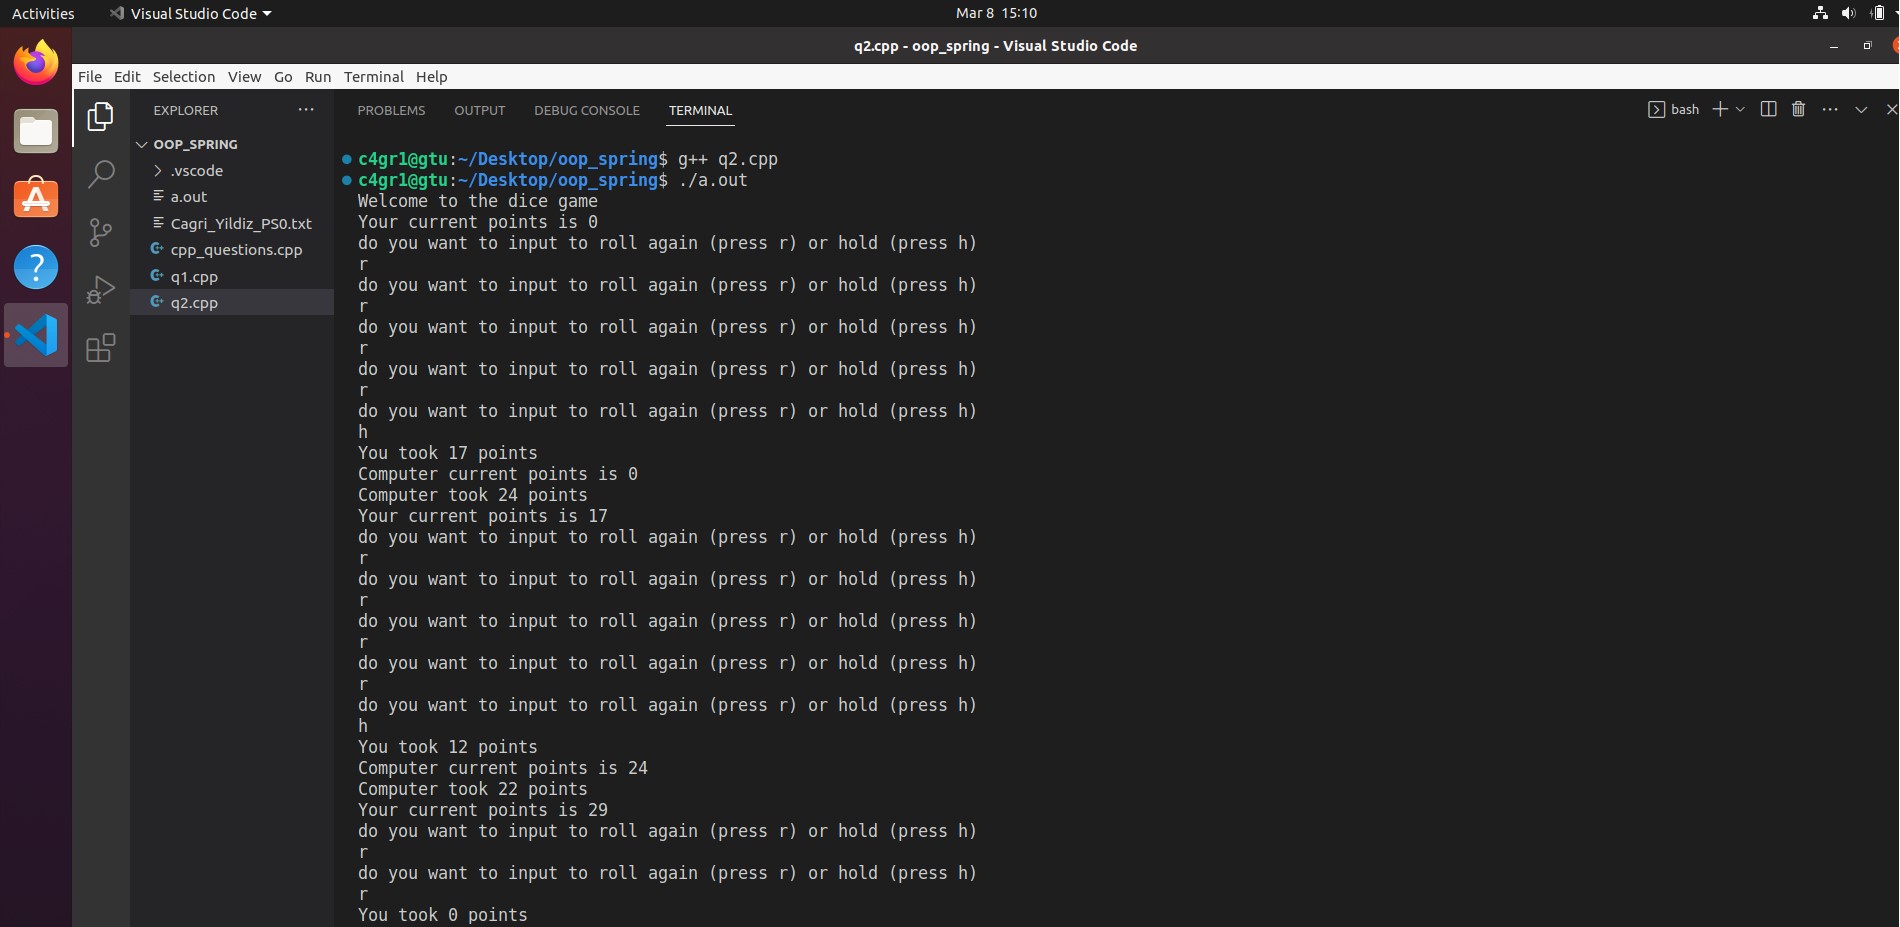 Activities
Visual Studio Code
Mar 8 15:10
q2.cpp - oop_spring - Visual Studio Code
File Edit Selection View Go Run Terminal Help
EXPLORER
OOP_SPRING
.vscode
a.out
Cagri_Yildiz_PS0.txt
cpp_questions.cpp
q1.cpp
q2.cpp
PROBLEMS OUTPUT DEBUG CONSOLE TERMINAL
bash
c4gr1@gtu:~/Desktop/oop_spring$ g++ q2.cpp
c4gr1@gtu:~/Desktop/oop_spring$ ./a.out
Welcome to the dice game
Your current points is 0
do you want to input to roll again (press r) or hold (press h)
r
do you want to input to roll again (press r) or hold (press h)
r
do you want to input to roll again (press r) or hold (press h)
r
do you want to input to roll again (press r) or hold (press h)
r
do you want to input to roll again (press r) or hold (press h)
h
You took 17 points
Computer current points is 0
Computer took 24 points
Your current points is 17
do you want to input to roll again (press r) or hold (press h)
r
do you want to input to roll again (press r) or hold (press h)
r
do you want to input to roll again (press r) or hold (press h)
r
do you want to input to roll again (press r) or hold (press h)
r
do you want to input to roll again (press r) or hold (press h)
h
You took 12 points
Computer current points is 24
Computer took 22 points
Your current points is 29
do you want to input to roll again (press r) or hold (press h)
r
do you want to input to roll again (press r) or hold (press h)
r
You took 0 points